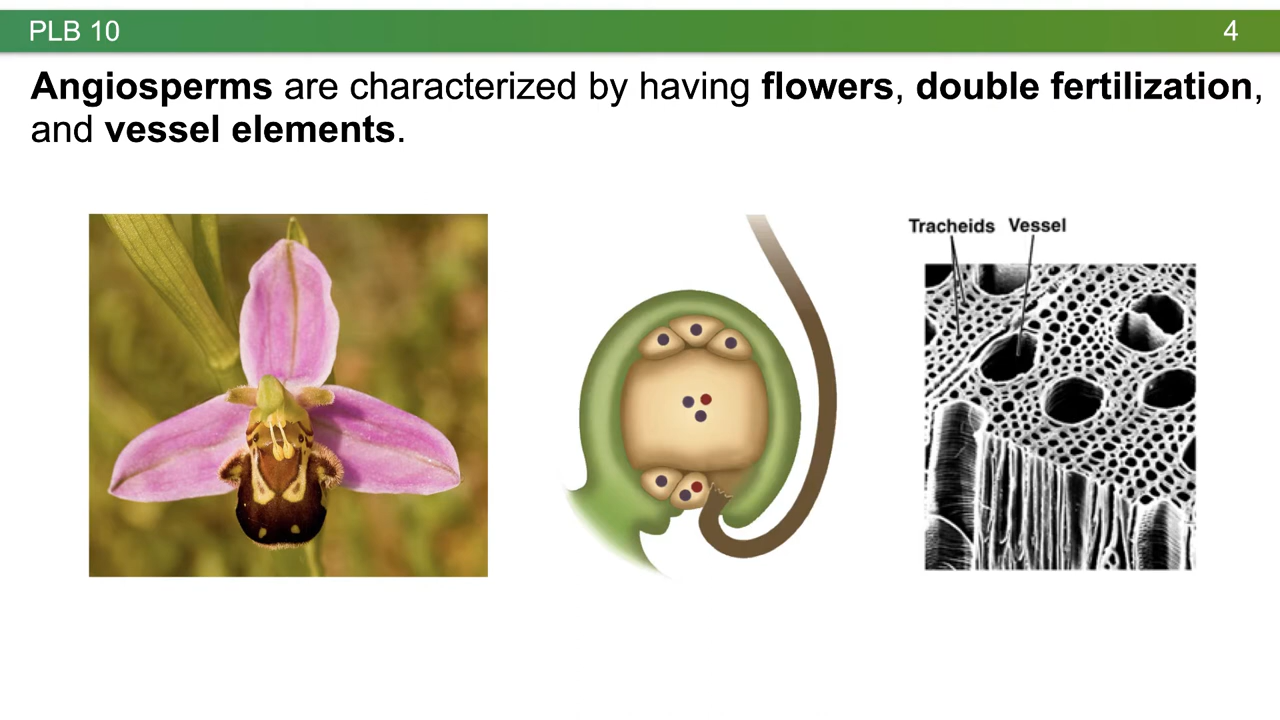 PLB 10 4
Angiosperms are characterized by having flowers, double fertilization,
and vessel elements.
Tracheids Vessel